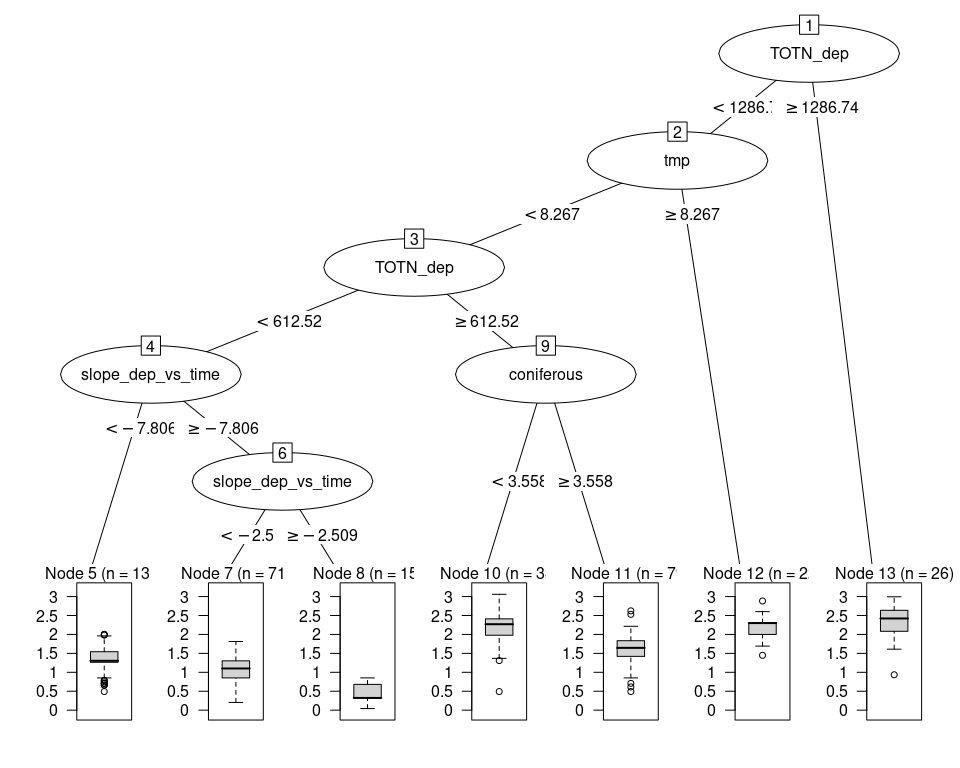 1
TOTN_dep
< 1286.7 ≥ 1286.74
2
tmp
< 8.267 ≥ 8.267
3
TOTN_dep
< 612.52 ≥ 612.52
4
slope_dep_vs_time
9
coniferous
< −7.806 ≥ −7.806
6
slope_dep_vs_time
< 3.558 ≥ 3.558
< −2.5 ≥ −2.509
Node 5 (n = 13
Node 7 (n = 71
Node 8 (n = 15
Node 10 (n = 3
Node 11 (n = 7
Node 12 (n = 2
Node 13 (n = 26)
3 3 3 3 3 3 3
2.5 2.5 2.5 2.5 2.5 2.5 2.5
2 2 2 2 2 2 2
1.5 1.5 1.5 1.5 1.5 1.5 1.5
1 1 1 1 1 1 1
0.5 0.5 0.5 0.5 0.5 0.5 0.5
0 0 0 0 0 0 0